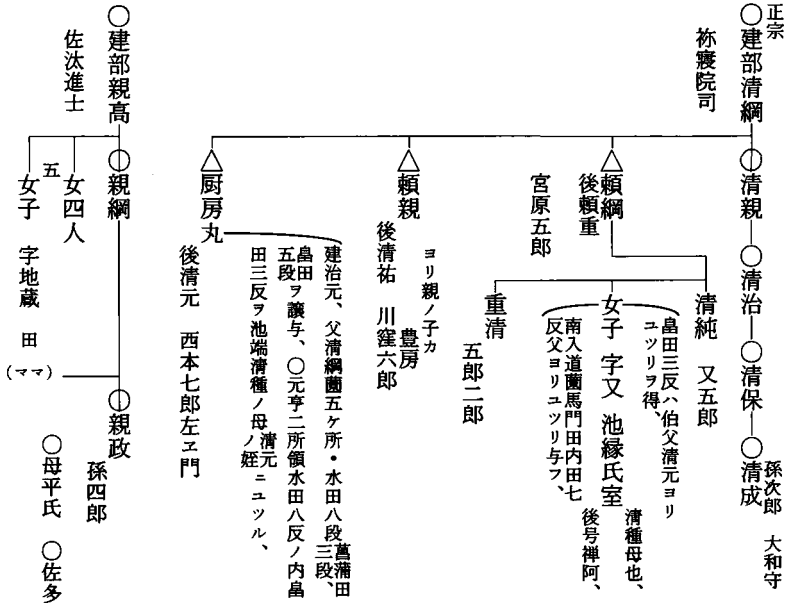 正宗
○建部清綱
祢寝院司
○清親
○清治
○清保
○清成
孫次郎 大和守
△頼綱
後頼重
宮原五郎
清純 又五郎
畠田三反ハ伯父清元ヨリ
ユツリヲ得、
女子 字又 池縁氏室
清種母也、
後号禅阿、
南入道薗馬門田内田七
反父ヨリユツリ与フ、
重清
五郎二郎
△頼親
ヨリ親ノ子カ
豊房
後清祐 川窪六郎
△厨房丸
建治元、父清綱薗五ケ所・水田八段 菖蒲田三段、
畠田五段ヲ譲与、○元亨二所領水田八反ノ内畠
田三反ヲ池端清種ノ母 清元ノ姪 ニユツル、
後清元 西本七郎左ヱ門
○建部親高
佐汰進士
○親綱
女四人
五
女子 字地蔵 田
(ママ)
○親政
孫四郎
○母平氏 ○佐多